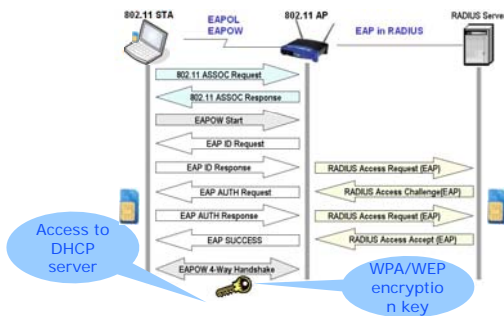 802.11 STA
EAPOL
EAPOW
802.11 AP
EAP in RADIUS
RADIUS Serve
802.11 ASSOC Request
802.11 ASSOC Response
EAPOW Start
EAP ID Request
EAP ID Response
RADIUS Access Request (EAP)
EAP AUTH Request
RADIUS Access Challenge(EAP)
EAP AUTH Response
RADIUS Access Request (EAP)
EAP SUCCESS
RADIUS Access Accept (EAP)
EAPOW 4-Way Handshake
Access to
DHCP
server
WPA/WEP
encryptio
n key